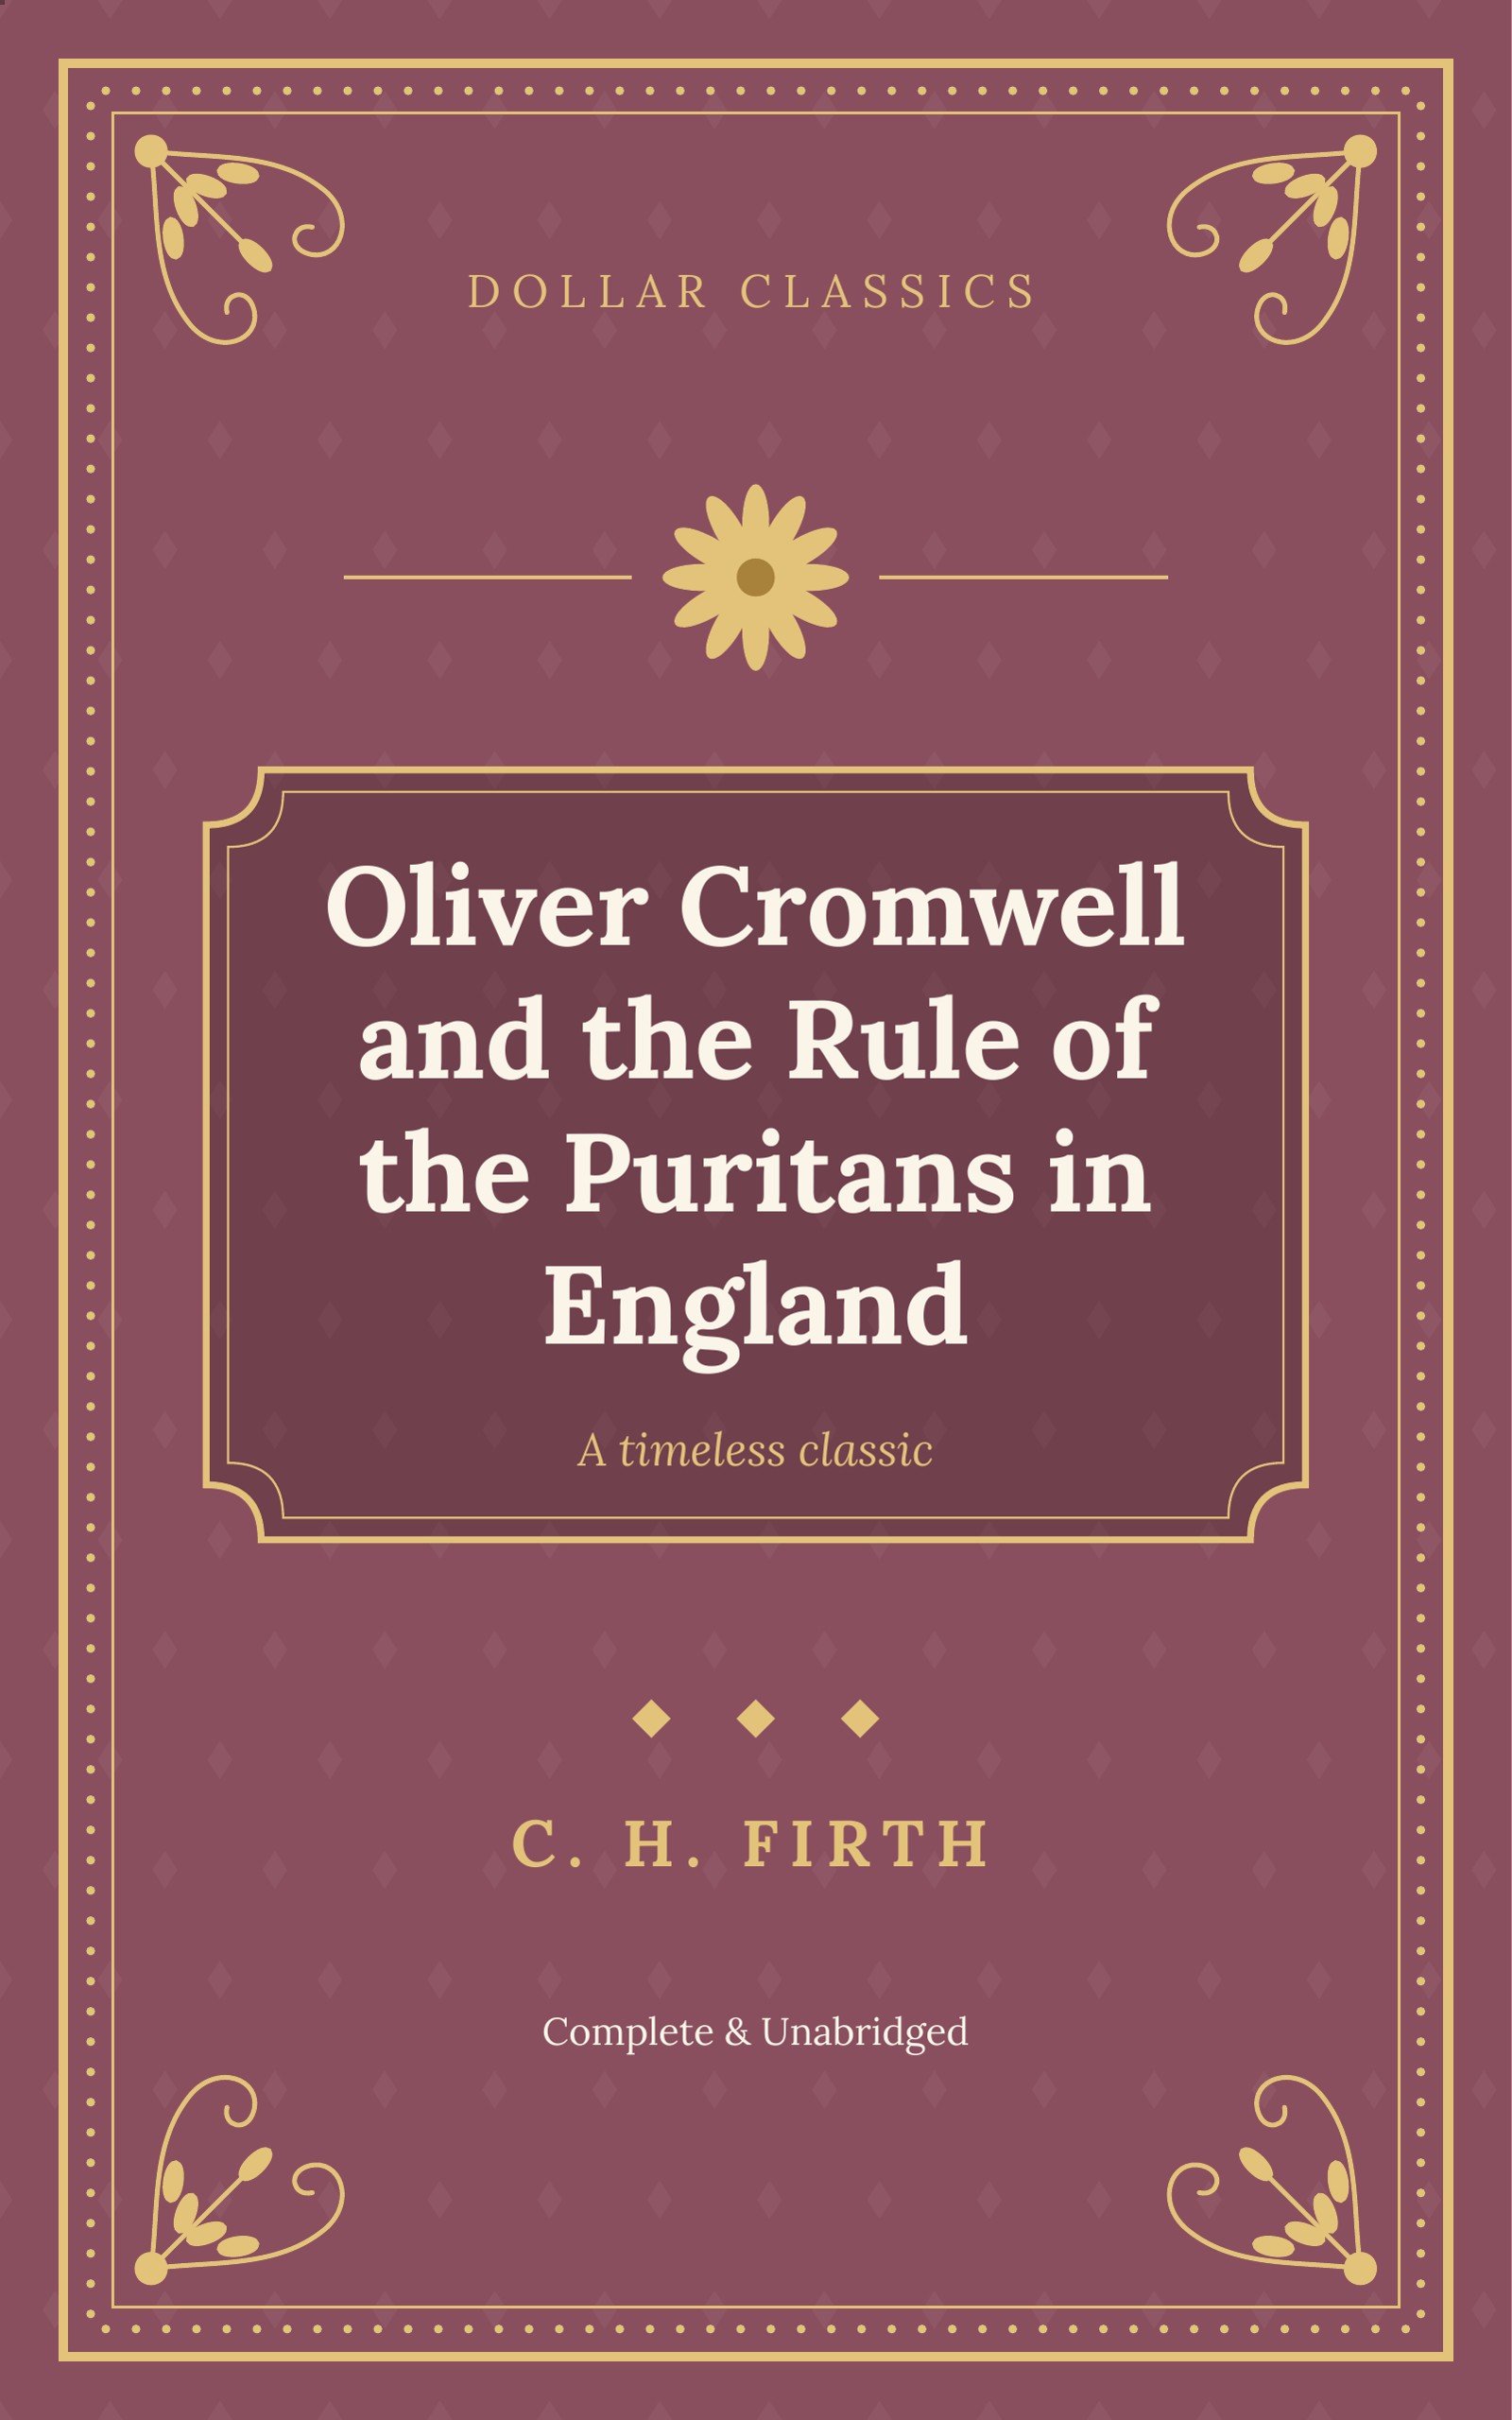 DOLLAR CLASSICS
Oliver Cromwell
and the Rule of
the Puritans in
England
A timeless classic
C. H. FIRTH
Complete & Unabridged